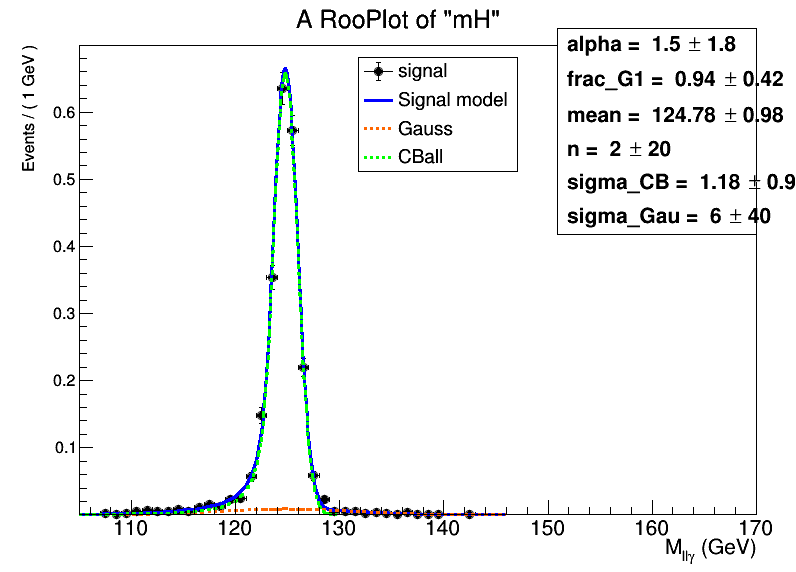 A RooPlot of "mH"
Events / ( 1 GeV )
signal
Signal model
Gauss
CBall
alpha = 1.5 ± 1.8
frac_G1 = 0.94 ± 0.42
mean = 124.78 ± 0.98
n = 2 ± 20
sigma_CB = 1.18 ± 0.9
sigma_Gau = 6 ± 40
0.6
0.5
0.4
0.3
0.2
0.1
110 120 130 140 150 160 170
M_llγ (GeV)